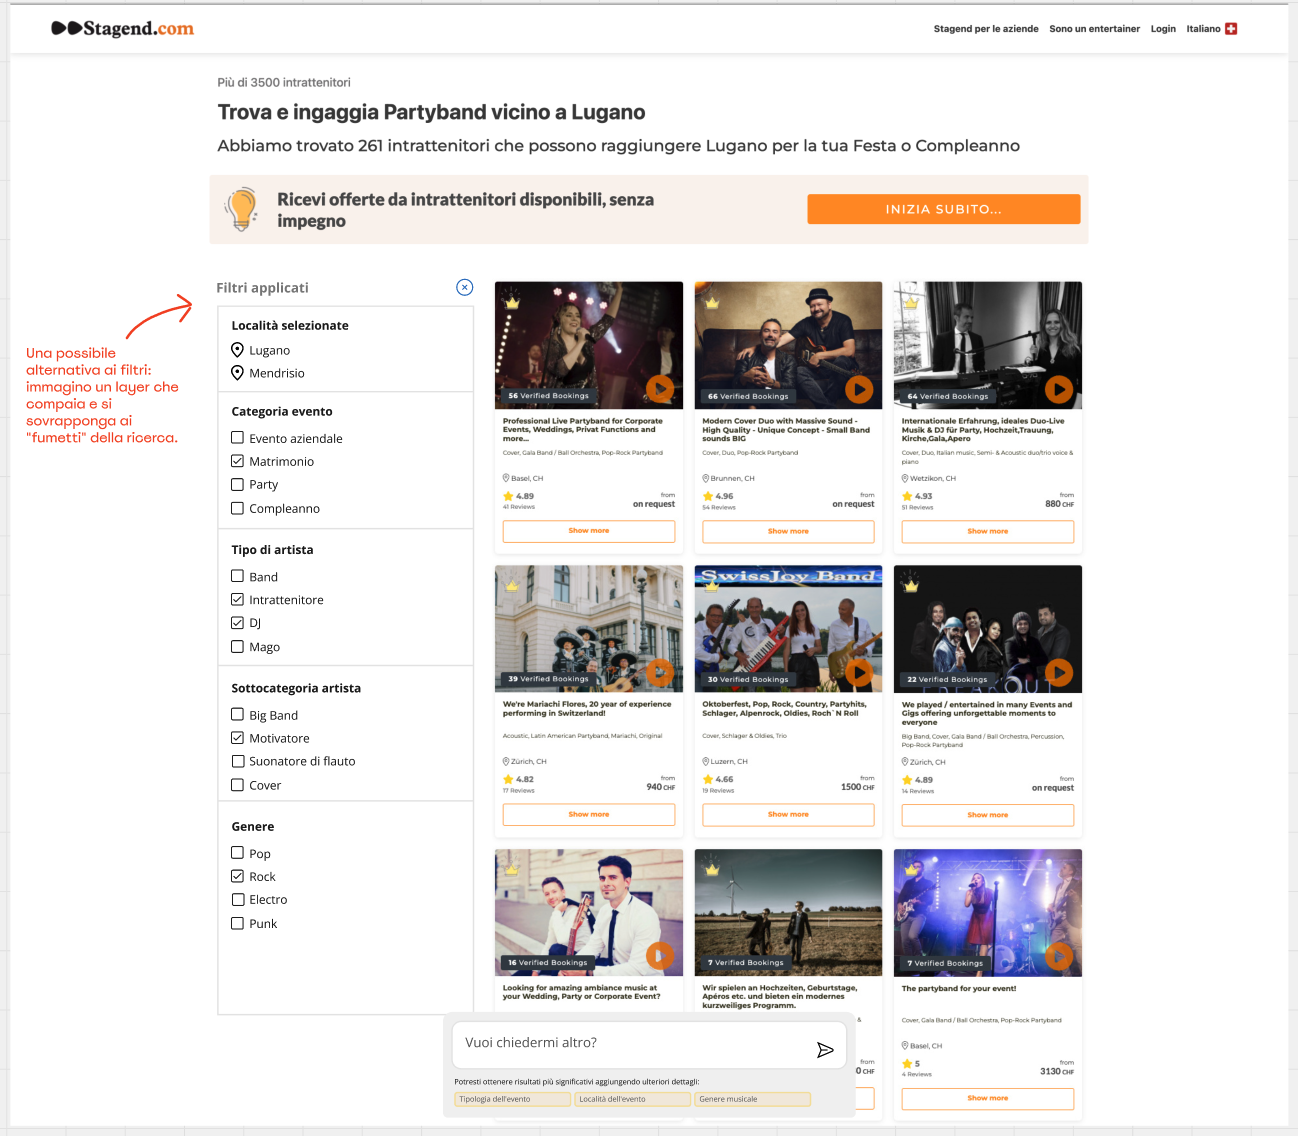 Stagend.com
Stagend per le aziende
Sono un entertainer
Login
Italiano
Più di 3500 intrattenitori
Trova e ingaggia Partyband vicino a Lugano
Abbiamo trovato 261 intrattenitori che possono raggiungere Lugano per la tua Festa o Compleanno
Ricevi offerte da intrattenitori disponibili, senza
impegno
INIZIA SUBITO...
Una possibile
alternativa ai filtri:
immagino un layer che
compaia e si
sovrapponga ai
"fumetti" della ricerca.
Filtri applicati
Località selezionate
Lugano
Mendrisio
Categoria evento
Evento aziendale
Matrimonio
Party
Compleanno
Tipo di artista
Band
Intrattenitore
DJ
Mago
Sottocategoria artista
Big Band
Motivatore
Suonatore di flauto
Cover
Genere
Pop
Rock
Electro
Punk
56 Verified Bookings
Professional Live Partyband for Corporate
Events, Weddings, Privat Functions and
more...
Cover, Gala Band / Ball Orchestra, Pop-Rock Partyband
Basel, CH
4.89
41 Reviews
from
on request
Show more
66 Verified Bookings
Modern Cover Duo with Massive Sound -
High Quality - Unique Concept - Small Band
sounds BIG
Cover, Duo, Pop-Rock Partyband
Brunnen, CH
4.96
54 Reviews
from
on request
Show more
64 Verified Bookings
Internationale Erfahrung, ideales Duo-Live
Musik & DJ für Party, Hochzeit,Trauung,
Kirche,Gala,Apero
Cover, Duo, Italian music, Semi- & Acoustic duo/trio voice &
piano
Wetzikon, CH
4.93
51 Reviews
from
880 CHF
Show more
39 Verified Bookings
We're Mariachi Flores, 20 year of experience
performing in Switzerland!
Acoustic, Latin American Partyband, Mariachi, Original
Zürich, CH
4.82
17 Reviews
from
940 CHF
Show more
SwissJoy Band
30 Verified Bookings
Oktoberfest, Pop, Rock, Country, Partyhits,
Schlager, Alpenrock, Oldies, Roch`N Roll
Cover, Schlager & Oldies, Trio
Luzern, CH
4.66
19 Reviews
from
1500 CHF
Show more
22 Verified Bookings
BREAKOUT
We played / entertained in many Events and
Gigs offering unforgettable moments to
everyone
Big Band, Cover, Gala Band / Ball Orchestra, Percussion,
Pop-Rock Partyband
Zürich, CH
4.89
14 Reviews
from
on request
Show more
16 Verified Bookings
Looking for amazing ambiance music at
your Wedding, Party or Corporate Event?
7 Verified Bookings
Wir spielen an Hochzeiten, Geburtstage,
Apéros etc. und bieten ein modernes
kurzweiliges Programm.
&
from
0 CHF
7 Verified Bookings
The partyband for your event!
Cover, Gala Band / Ball Orchestra, Pop-Rock Partyband
Basel, CH
5
4 Reviews
from
3130 CHF
Show more
Vuoi chiedermi altro?
Potresti ottenere risultati più significativi aggiungendo ulteriori dettagli:
Tipologia dell'evento
Località dell'evento
Genere musicale